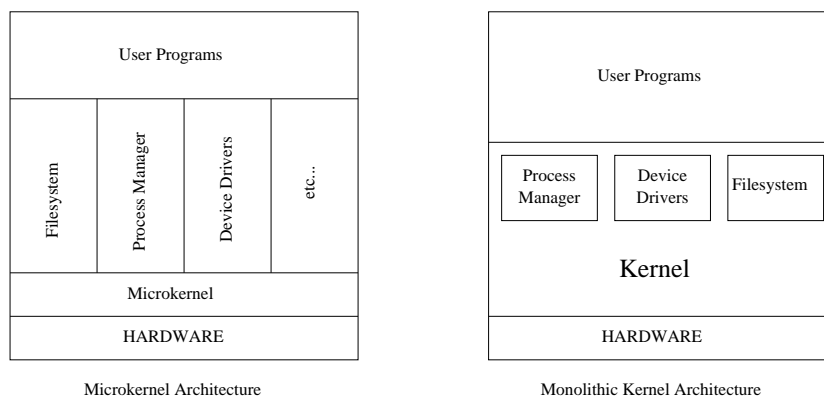 User Programs
Filesystem
Process Manager
Device Drivers
etc...
Microkernel
HARDWARE
Microkernel Architecture
User Programs
Process
Manager
Device
Drivers
Filesystem
Kernel
HARDWARE
Monolithic Kernel Architecture